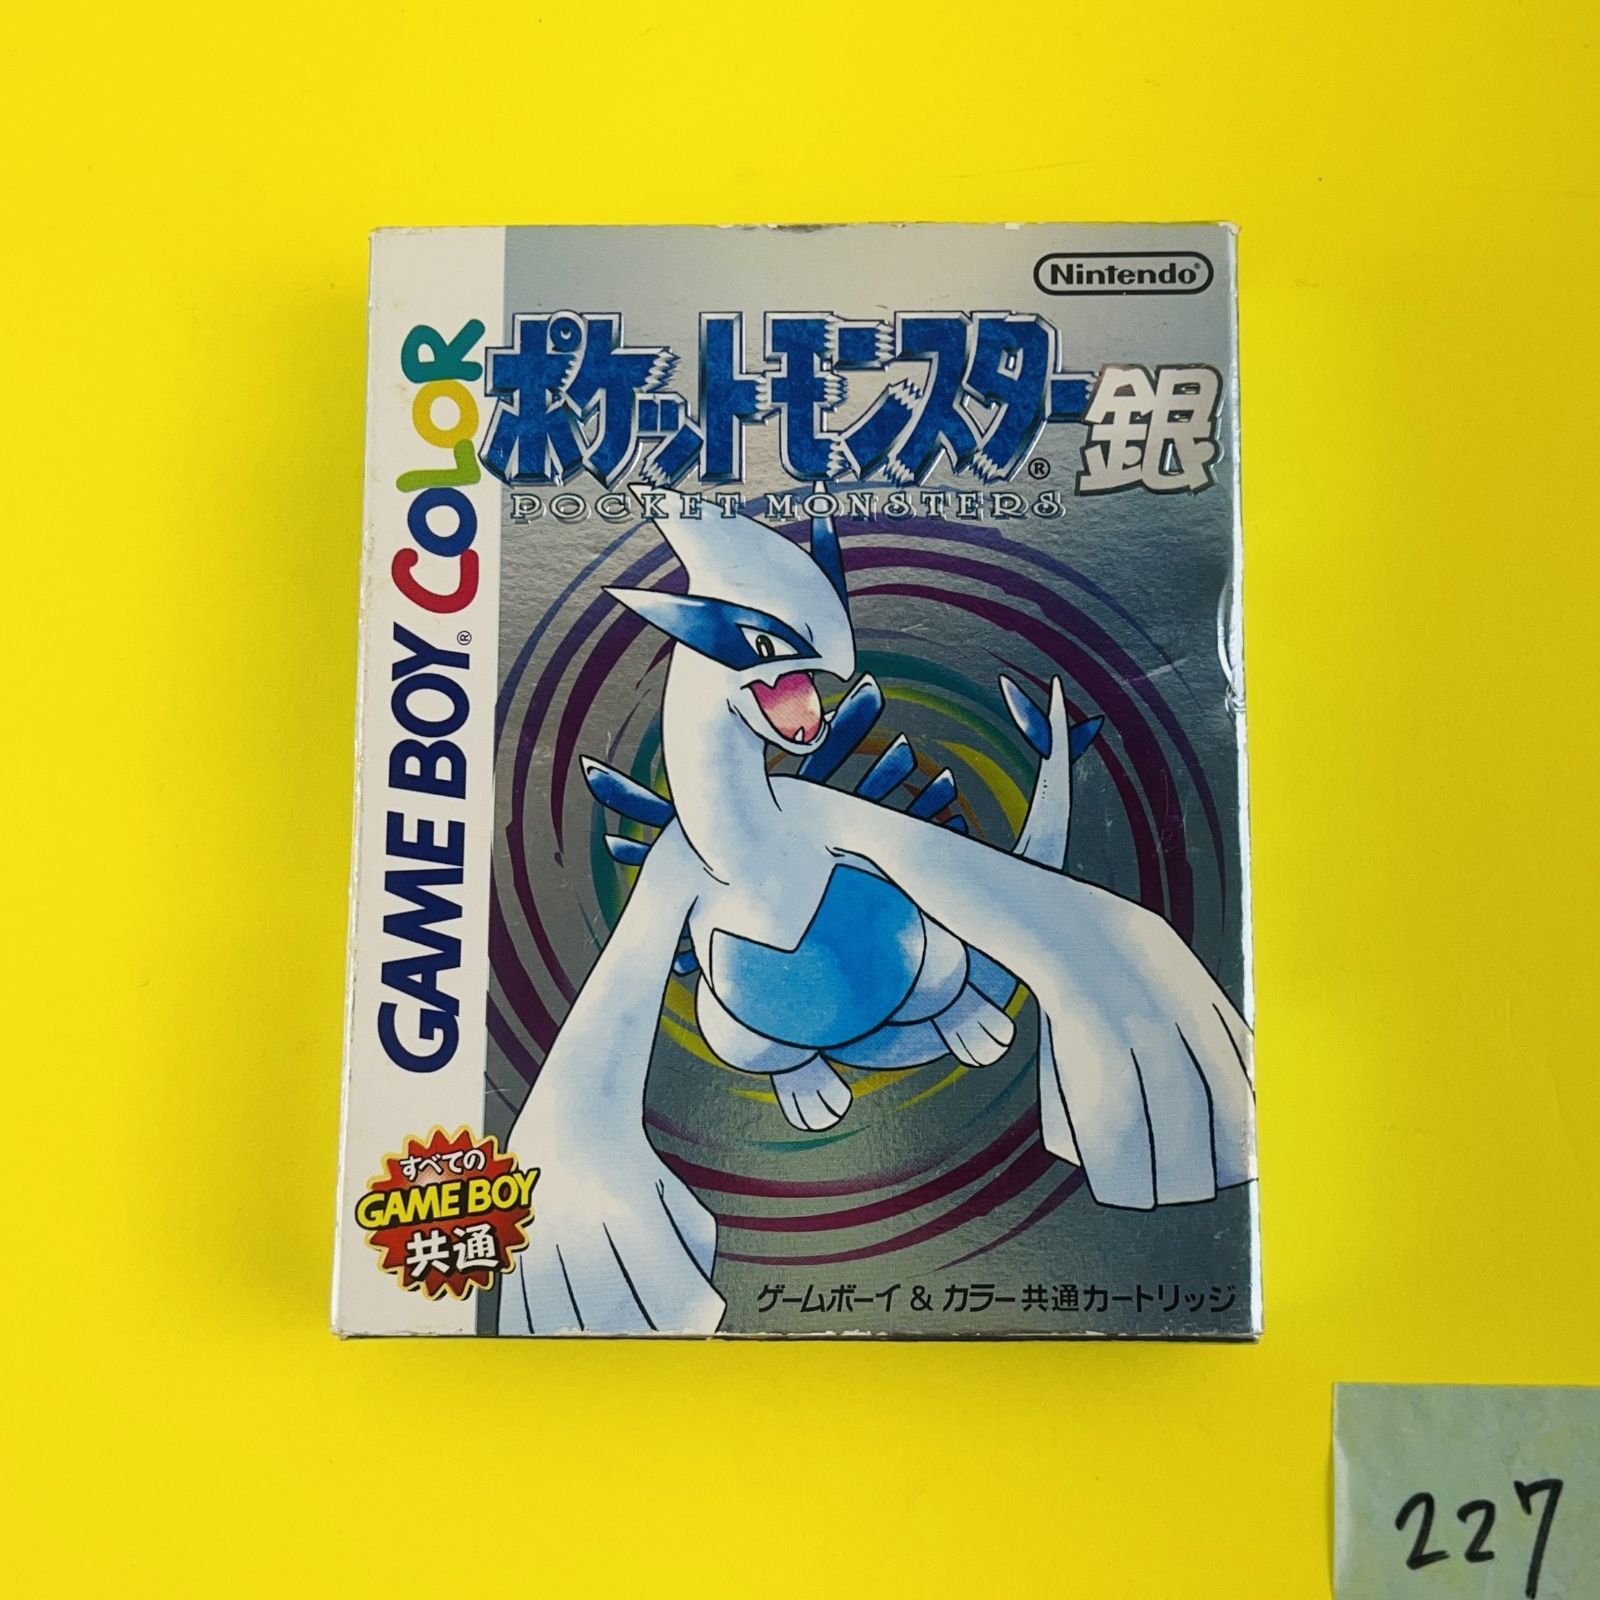 Nintendo®
ポケットモンスター®銀
POCKET MONSTERS
GAME BOY® COLOR
すべての
GAME BOY
共通
ゲームボーイ & カラー共通カートリッジ
227